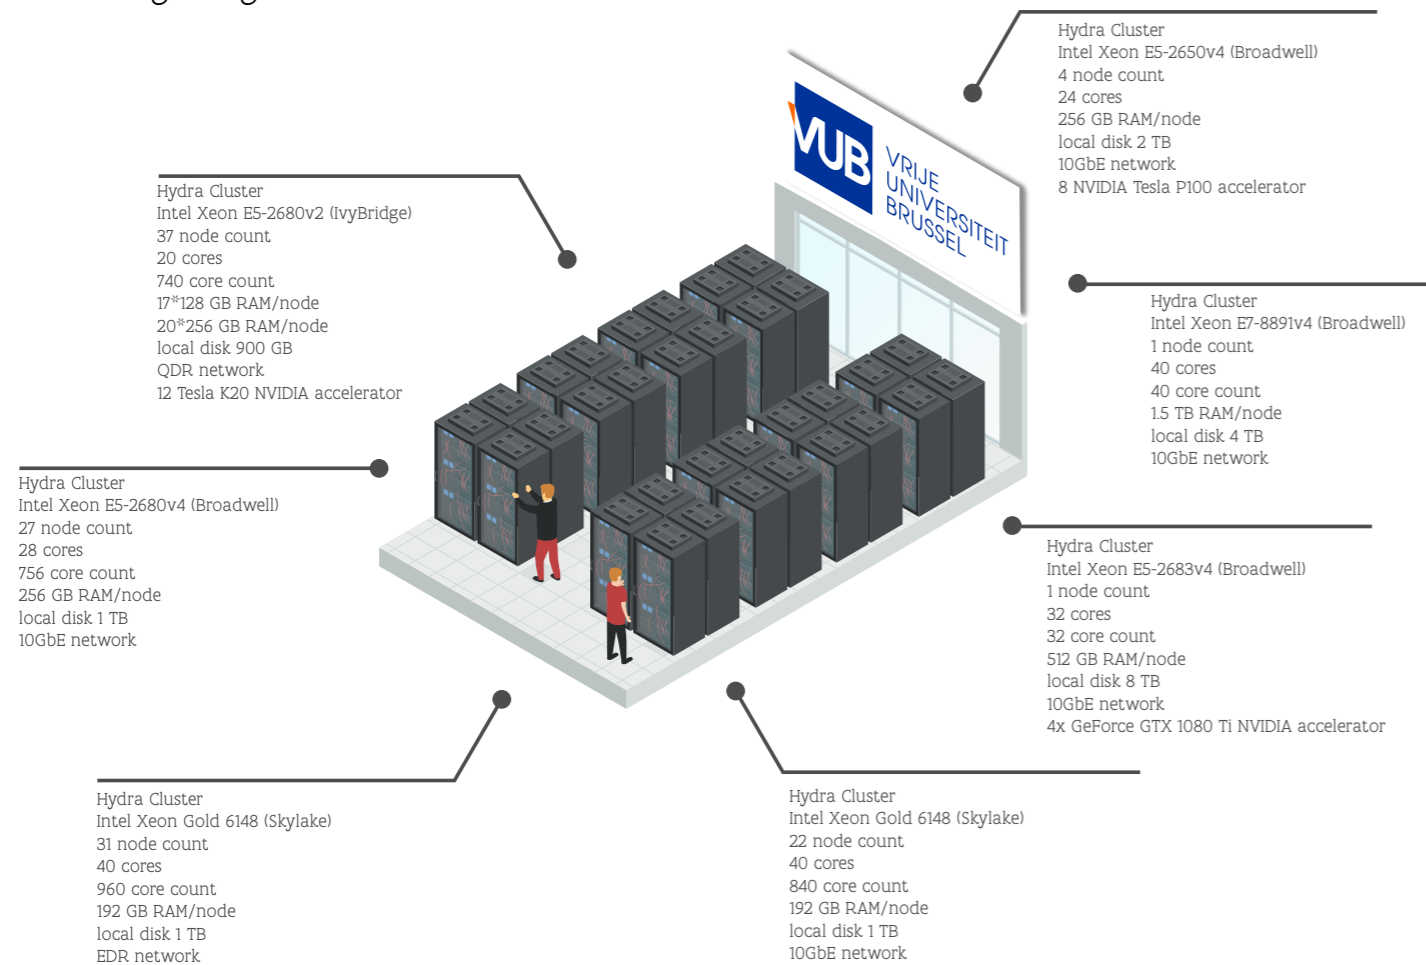 Hydra Cluster
Intel Xeon E5-2650v4 (Broadwell)
4 node count
24 cores
256 GB RAM/node
local disk 2 TB
10GbE network
8 NVIDIA Tesla P100 accelerator
VUB
VRIJE
UNIVERSITEIT
BRUSSEL
Hydra Cluster
Intel Xeon E5-2680v2 (IvyBridge)
37 node count
20 cores
740 core count
17*128 GB RAM/node
20*256 GB RAM/node
local disk 900 GB
QDR network
12 Tesla K20 NVIDIA accelerator
Hydra Cluster
Intel Xeon E7-8891v4 (Broadwell)
1 node count
40 cores
40 core count
1.5 TB RAM/node
local disk 4 TB
10GbE network
Hydra Cluster
Intel Xeon E5-2680v4 (Broadwell)
27 node count
28 cores
756 core count
256 GB RAM/node
local disk 1 TB
10GbE network
Hydra Cluster
Intel Xeon E5-2683v4 (Broadwell)
1 node count
32 cores
32 core count
512 GB RAM/node
local disk 8 TB
10GbE network
4x GeForce GTX 1080 Ti NVIDIA accelerator
Hydra Cluster
Intel Xeon Gold 6148 (Skylake)
31 node count
40 cores
960 core count
192 GB RAM/node
local disk 1 TB
EDR network
Hydra Cluster
Intel Xeon Gold 6148 (Skylake)
22 node count
40 cores
840 core count
192 GB RAM/node
local disk 1 TB
10GbE network